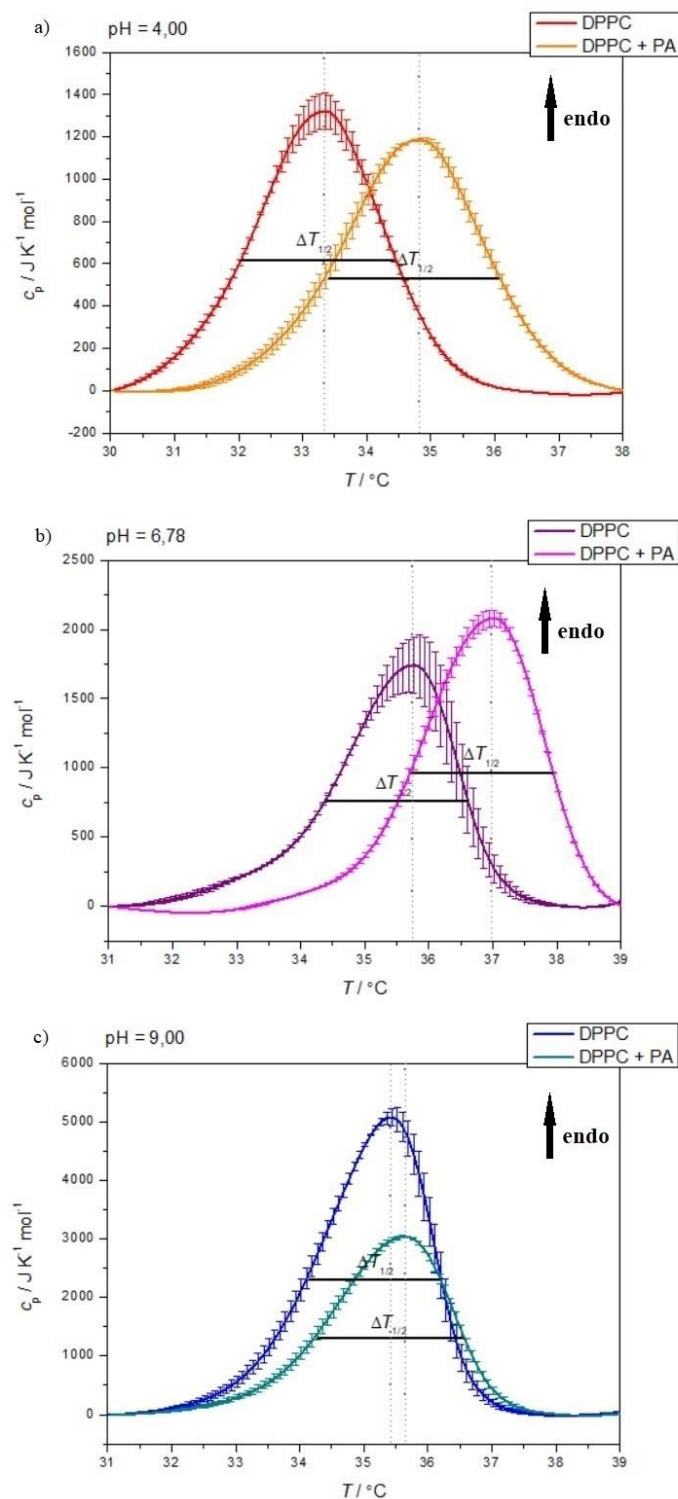 a)
pH = 4,00
DPPC
DPPC + PA
endo
1600
1400
1200
1000
800
600
400
200
0
-200
c_p / J K⁻¹ mol⁻¹
ΔT_1/2
ΔT_1/2
30 31 32 33 34 35 36 37 38
T / °C
b)
pH = 6,78
DPPC
DPPC + PA
endo
2500
2000
1500
1000
500
0
c_p / J K⁻¹ mol⁻¹
ΔT_1/2
ΔT_1/2
31 32 33 34 35 36 37 38 39
T / °C
c)
pH = 9,00
DPPC
DPPC + PA
endo
6000
5000
4000
3000
2000
1000
0
c_p / J K⁻¹ mol⁻¹
ΔT_1/2
ΔT_1/2
31 32 33 34 35 36 37 38 39
T / °C